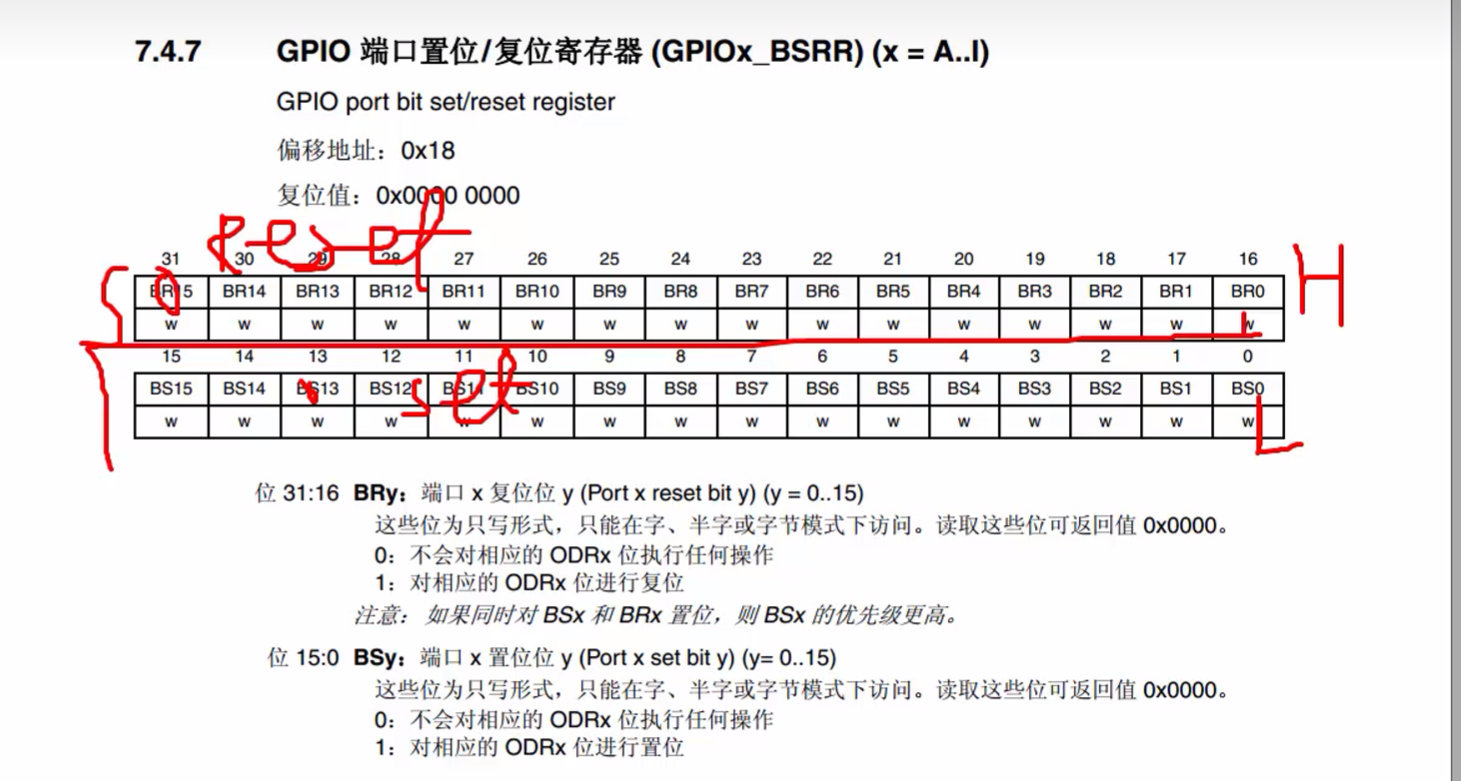 7.4.7 GPIO 端口置位/复位寄存器 (GPIOx_BSRR) (x = A..I)
GPIO port bit set/reset register
偏移地址：0x18
复位值：0x0000 0000
Reset
31 30 29 28 27 26 25 24 23 22 21 20 19 18 17 16
H
BR15 BR14 BR13 BR12 BR11 BR10 BR9 BR8 BR7 BR6 BR5 BR4 BR3 BR2 BR1 BR0
w w w w w w w w w w w w w w w w
15 14 13 12 11 10 9 8 7 6 5 4 3 2 1 0
BS15 BS14 BS13 BS12 BS11 BS10 BS9 BS8 BS7 BS6 BS5 BS4 BS3 BS2 BS1 BS0
set
w w w w w w w w w w w w w w w w
L
位 31:16 BRy：端口 x 复位位 y (Port x reset bit y) (y = 0..15)
这些位为只写形式，只能在字、半字或字节模式下访问。读取这些位可返回值 0x0000。
0：不会对相应的 ODRx 位执行任何操作
1：对相应的 ODRx 位进行复位
注意：如果同时对 BSx 和 BRx 置位，则 BSx 的优先级更高。
位 15:0 BSy：端口 x 置位位 y (Port x set bit y) (y= 0..15)
这些位为只写形式，只能在字、半字或字节模式下访问。读取这些位可返回值 0x0000。
0：不会对相应的 ODRx 位执行任何操作
1：对相应的 ODRx 位进行置位